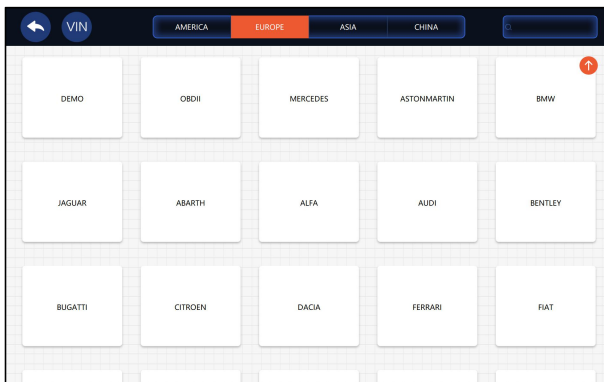 VIN AMERICA EUROPE ASIA CHINA
DEMO OBDII MERCEDES ASTONMARTIN BMW
JAGUAR ABARTH ALFA AUDI BENTLEY
BUGATTI CITROEN DACIA FERRARI FIAT